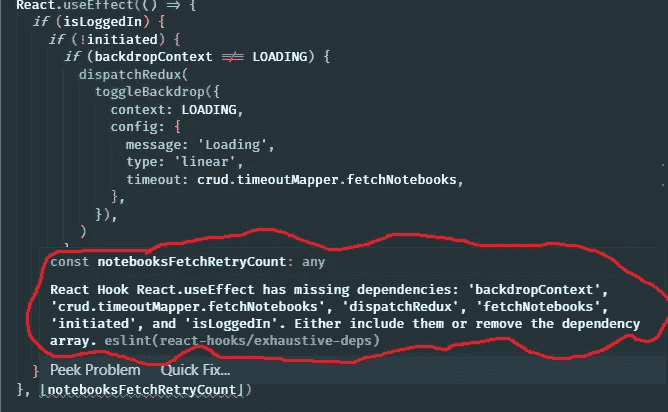 React.useEffect(() => {
if (isLoggedIn) {
if (!initiated) {
if (backdropContext !== LOADING) {
dispatchRedux(
toggleBackdrop({
context: LOADING,
config: {
message: 'Loading',
type: 'linear',
timeout: crud.timeoutMapper.fetchNotebooks,
},
}),
)
}
const notebooksFetchRetryCount: any
React Hook React.useEffect has missing dependencies: 'backdropContext',
'crud.timeoutMapper.fetchNotebooks', 'dispatchRedux', 'fetchNotebooks',
'initiated', and 'isLoggedIn'. Either include them or remove the dependency
array. eslint(react-hooks/exhaustive-deps)
} Peek Problem Quick Fix...
}, [notebooksFetchRetryCount])